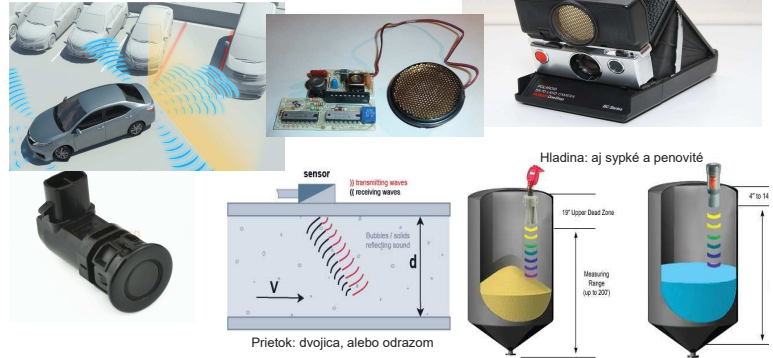 Hladina: aj sypké a penovité
sensor
)) transmitting waves
(( receiving waves
Bubbles / solids
reflecting sound
d
V
Prietok: dvojica, alebo odrazom
19" Upper Dead Zone
Measuring
Range
(up to 200')
4" to 14